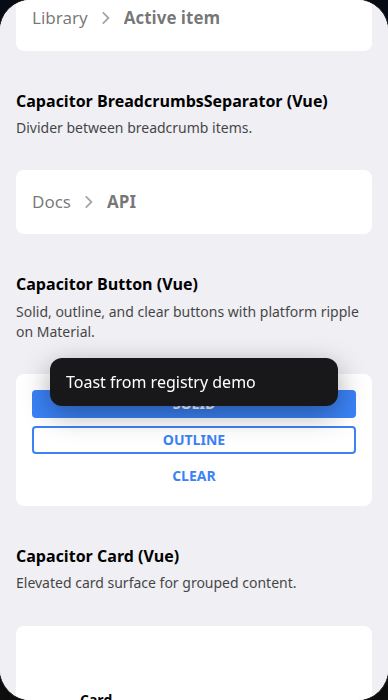 Library > Active item
Capacitor BreadcrumbsSeparator (Vue)
Divider between breadcrumb items.
Docs > API
Capacitor Button (Vue)
Solid, outline, and clear buttons with platform ripple
on Material.
Toast from registry demo
SOLID
OUTLINE
CLEAR
Capacitor Card (Vue)
Elevated card surface for grouped content.
Card